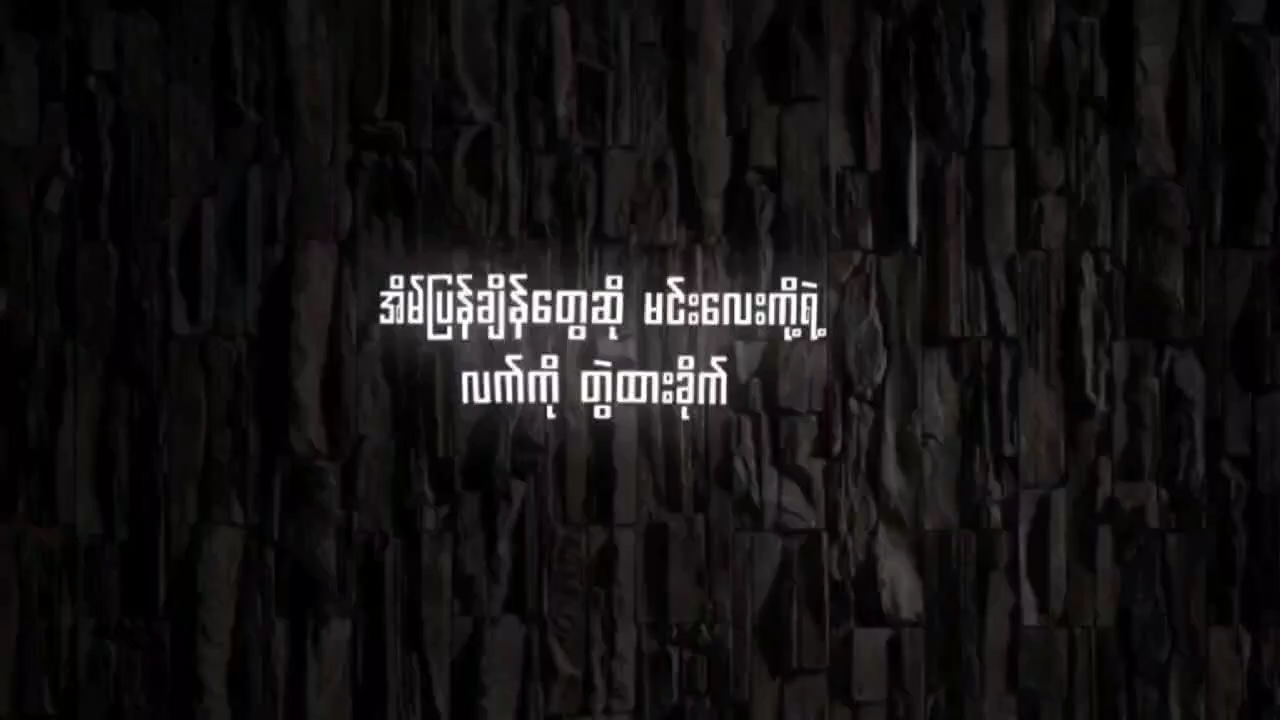 အိမ်ပြန်ချိန်တွေဆို မင်းလေးကို့ရဲ့
လက်ကို တွဲထားခိုက်